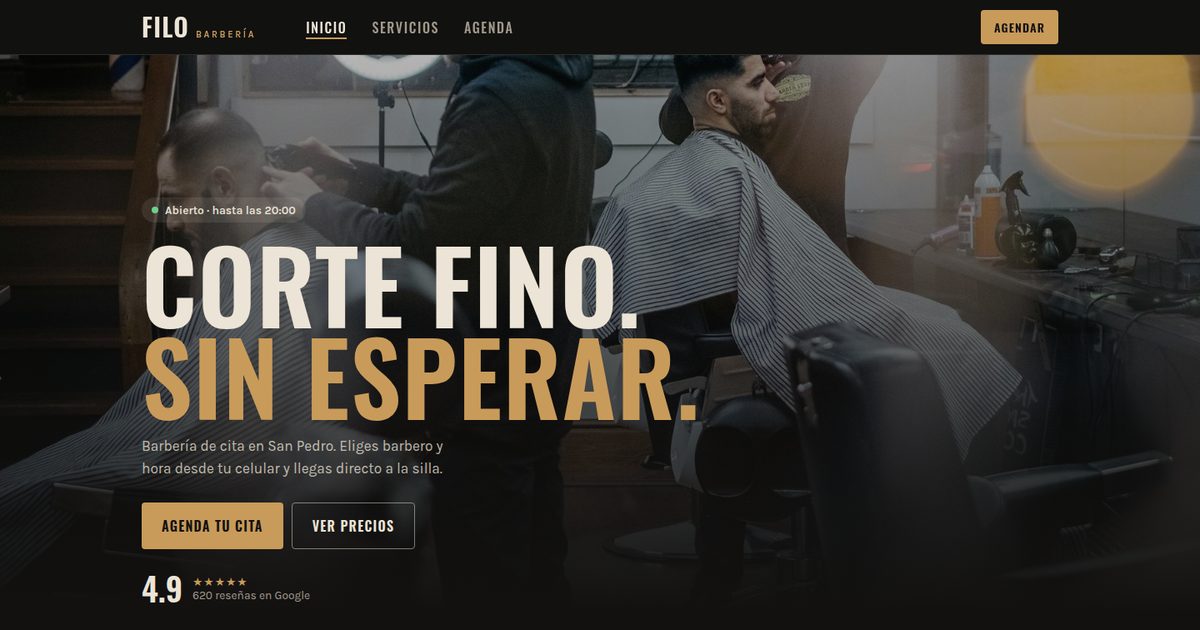 FILO BARBERÍA INICIO SERVICIOS AGENDA AGENDAR
Abierto · hasta las 20:00
CORTE FINO.
SIN ESPERAR.
Barbería de cita en San Pedro. Eliges barbero y
hora desde tu celular y llegas directo a la silla.
AGENDA TU CITA VER PRECIOS
4.9 ★★★★★
620 reseñas en Google